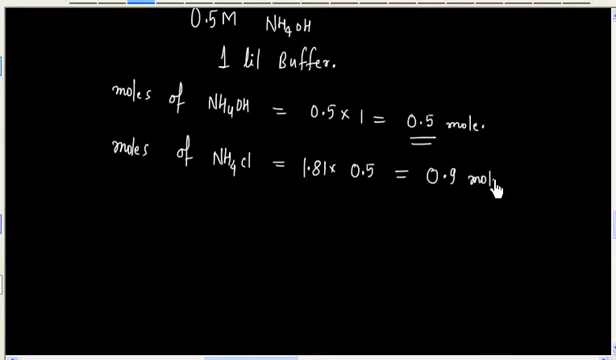 0.5M NH4OH
1 lit Buffer.
moles of NH4OH = 0.5 × 1 = 0.5 mole.
moles of NH4Cl = 1.81 × 0.5 = 0.9 mol